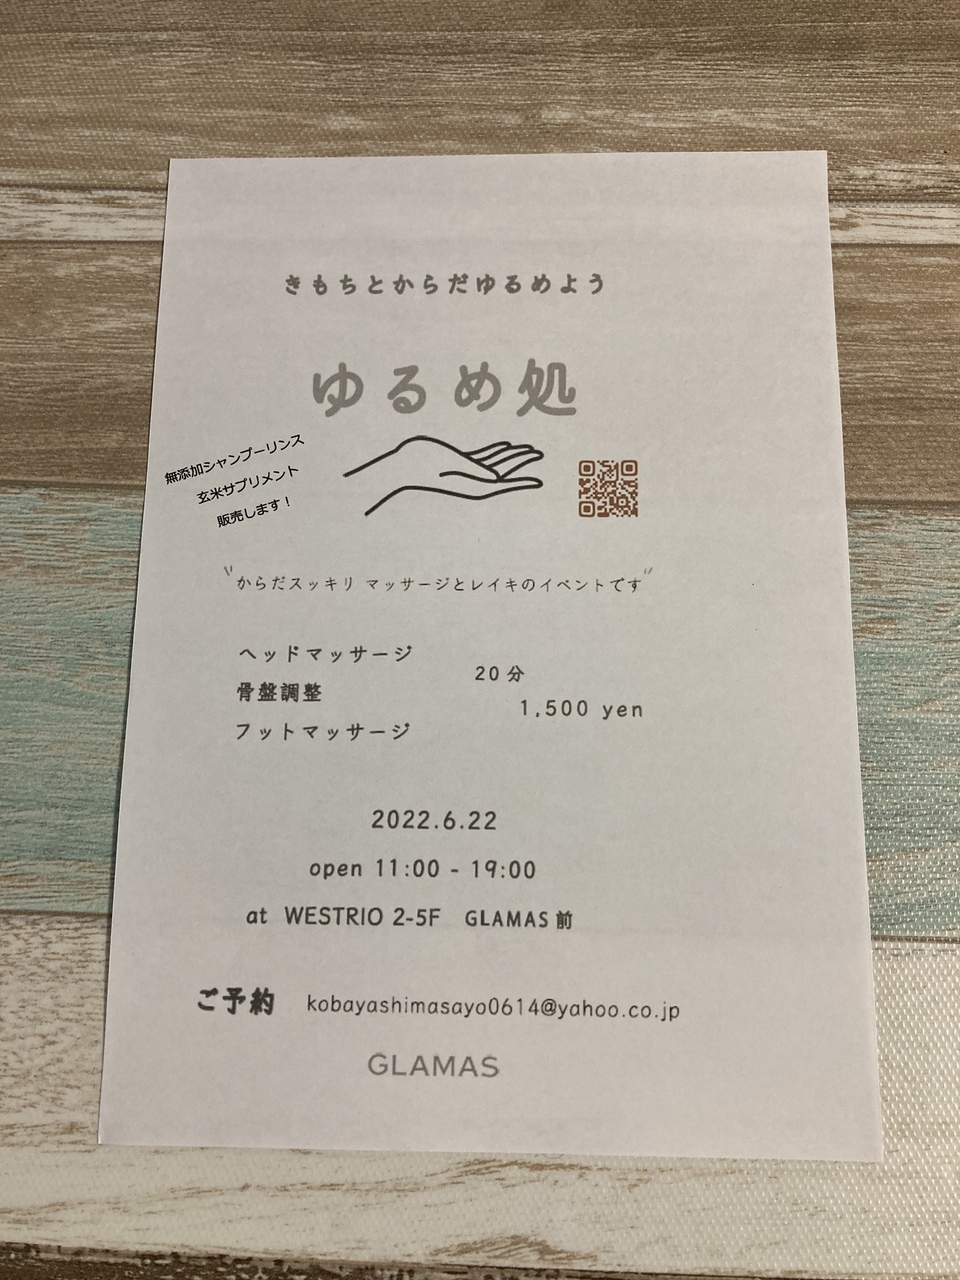 きもちとからだゆるめよう
ゆるめ処
無添加シャンプーリンス
玄米サプリメント
販売します！
"からだスッキリ マッサージとレイキのイベントです"
ヘッドマッサージ
骨盤調整
フットマッサージ
20分
1,500 yen
2022.6.22
open 11:00 - 19:00
at WESTRIO 2-5F GLAMAS 前
ご予約 kobayashimasayo0614@yahoo.co.jp
GLAMAS